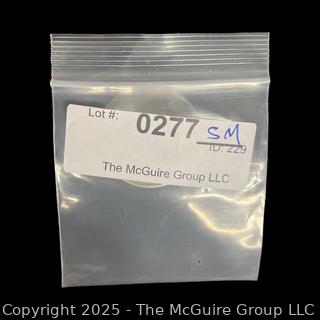 Lot #:
0277 SM
ID: 229
The McGuire Group LLC
Copyright 2025 - The McGuire Group LLC